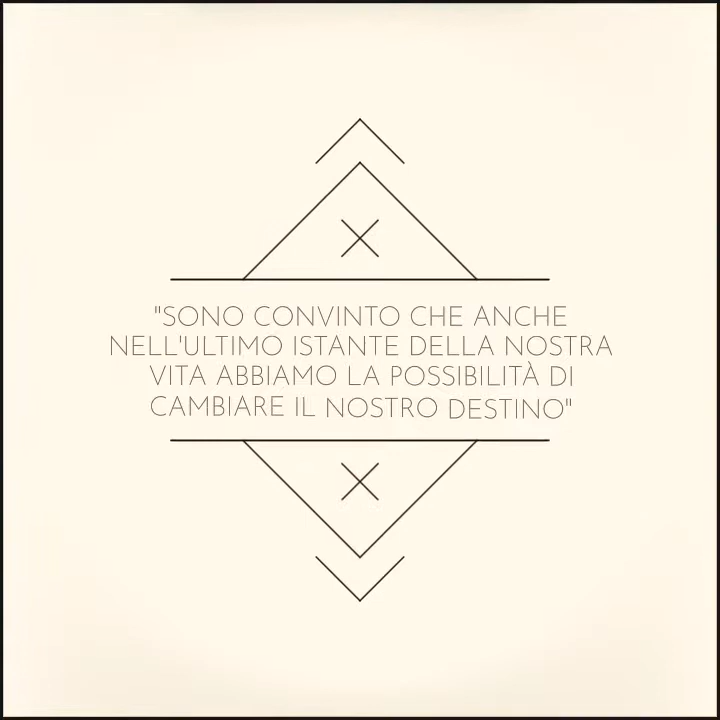 "SONO CONVINTO CHE ANCHE
NELL'ULTIMO ISTANTE DELLA NOSTRA
VITA ABBIAMO LA POSSIBILITÀ DI
CAMBIARE IL NOSTRO DESTINO"